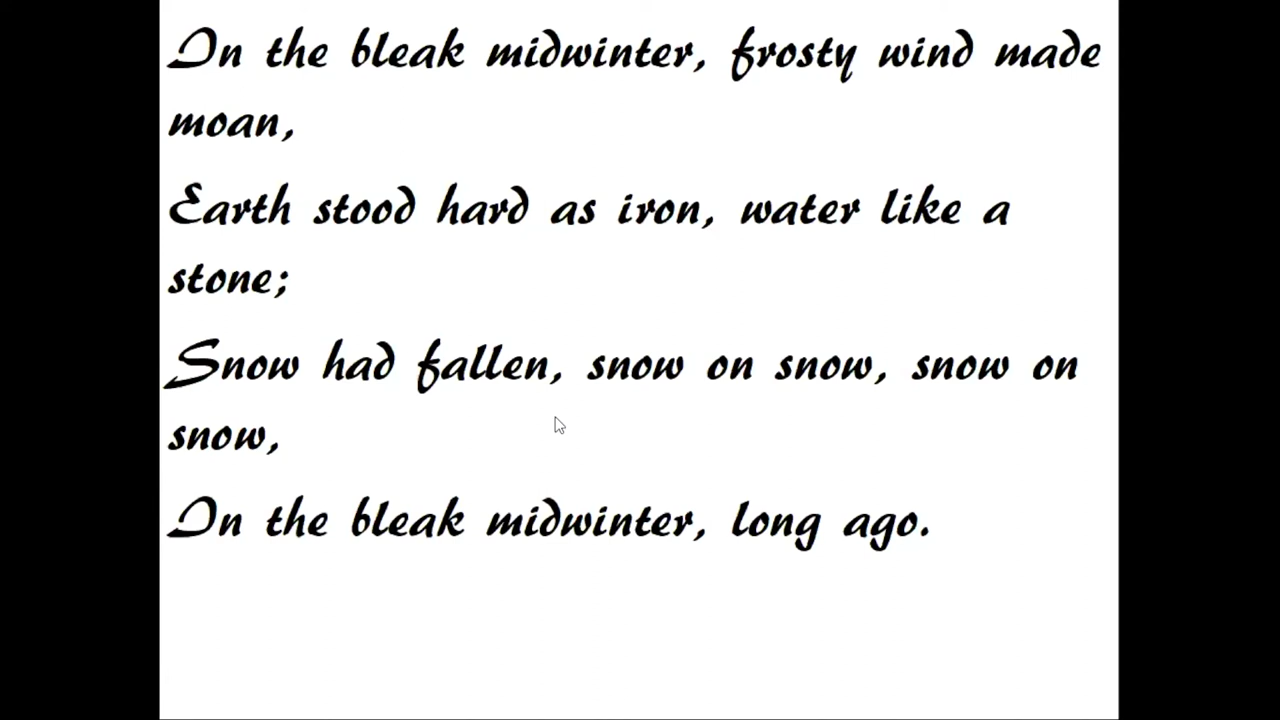 In the bleak midwinter, frosty wind made
moan,
Earth stood hard as iron, water like a
stone;
Snow had fallen, snow on snow, snow on
snow,
In the bleak midwinter, long ago.